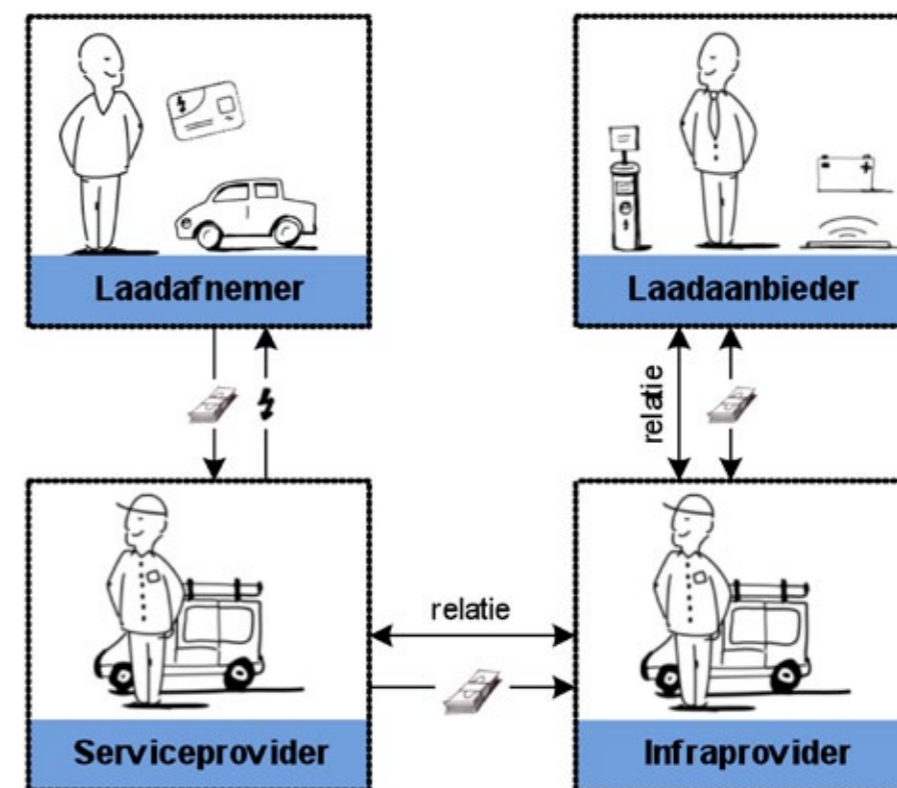 Laadafnemer
Laadaanbieder
relatie
relatie
Serviceprovider
Infraprovider